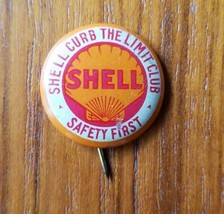 SHELL CURB THE LIMIT CLUB
SHELL
SAFETY FIRST